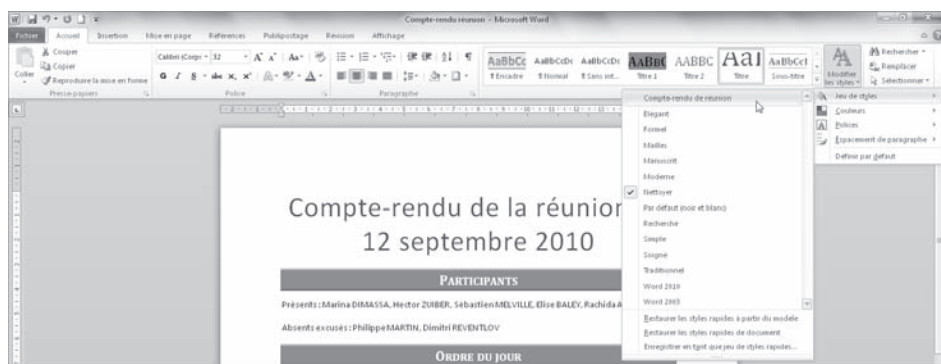 Compte-rendu réunion - Microsoft Word
Fichier Accueil Insertion Mise en page Références Publipostage Révision Affichage
Coller
Couper
Copier
Reproduire la mise en forme
Presse-papiers
Calibri (Corps 32
G I S abc
Police
Paragraphe
AaBbCc AaBbCcDc AaBbCcDc AABBC AABBC AaI AaBbCcI
¶ Encadré ¶ Normal ¶ Sans int... Titre 1 Titre 2 Titre Sous-titre
Modifier les styles
Rechercher
Remplacer
Sélectionner
Jeu de styles
Couleurs
Polices
Espacement de paragraphe
Définir par défaut
Compte-rendu de réunion
Élégant
Formel
Mailles
Manuscrit
Moderne
Nettoyer
Par défaut (noir et blanc)
Recherche
Simple
Soigné
Traditionnel
Word 2010
Word 2003
Restaurer les styles rapides à partir du modèle
Restaurer les styles rapides de document
Enregistrer en tant que jeu de styles rapides...
Compte-rendu de la réunion
12 septembre 2010
PARTICIPANTS
Présents : Marina DIMASSA, Hector ZUIBER, Sébastien MELVILLE, Elise BALEY, Rachida A
Absents excusés : Philippe MARTIN, Dimitri REVENTLOV
ORDRE DU JOUR